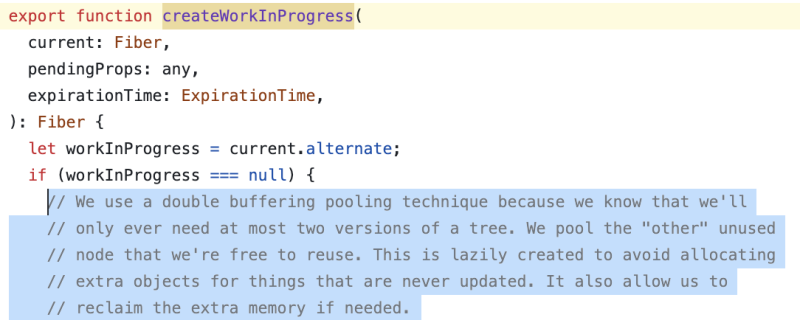 export function createWorkInProgress(
current: Fiber,
pendingProps: any,
expirationTime: ExpirationTime,
): Fiber {
let workInProgress = current.alternate;
if (workInProgress === null) {
// We use a double buffering pooling technique because we know that we'll
// only ever need at most two versions of a tree. We pool the "other" unused
// node that we're free to reuse. This is lazily created to avoid allocating
// extra objects for things that are never updated. It also allow us to
// reclaim the extra memory if needed.